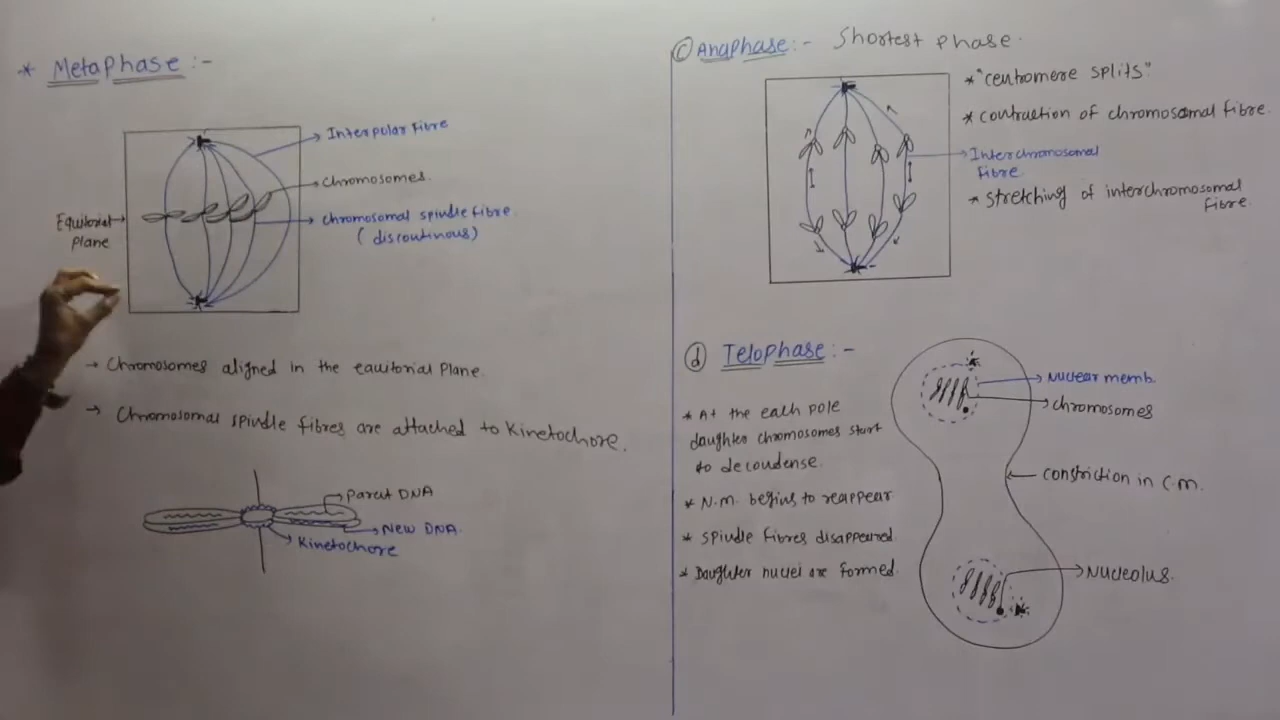 * Metaphase :-
Interpolar Fibre
chromosomes.
Equitorial
Plane
chromosomal spindle fibre.
( discontinous)
→ Chromosomes aligned in the equitorial Plane.
→ Chromosomal spindle fibres are attached to Kinetochore.
Parent DNA
New DNA.
Kinetochore
(c) Anaphase :- Shortest phase.
* "centromere splits"
* contraction of chromosomal fibre.
Interchromosomal
Fibre.
* stretching of interchromosomal
Fibre.
(d) Telophase :-
* At the each pole
daughter chromosomes start
to decondense.
* N.m. begins to reappear
* spindle fibres disappeared.
* Daughter nuclei are formed.
Nuclear memb.
chromosomes
constriction in C.M.
Nucleolus.